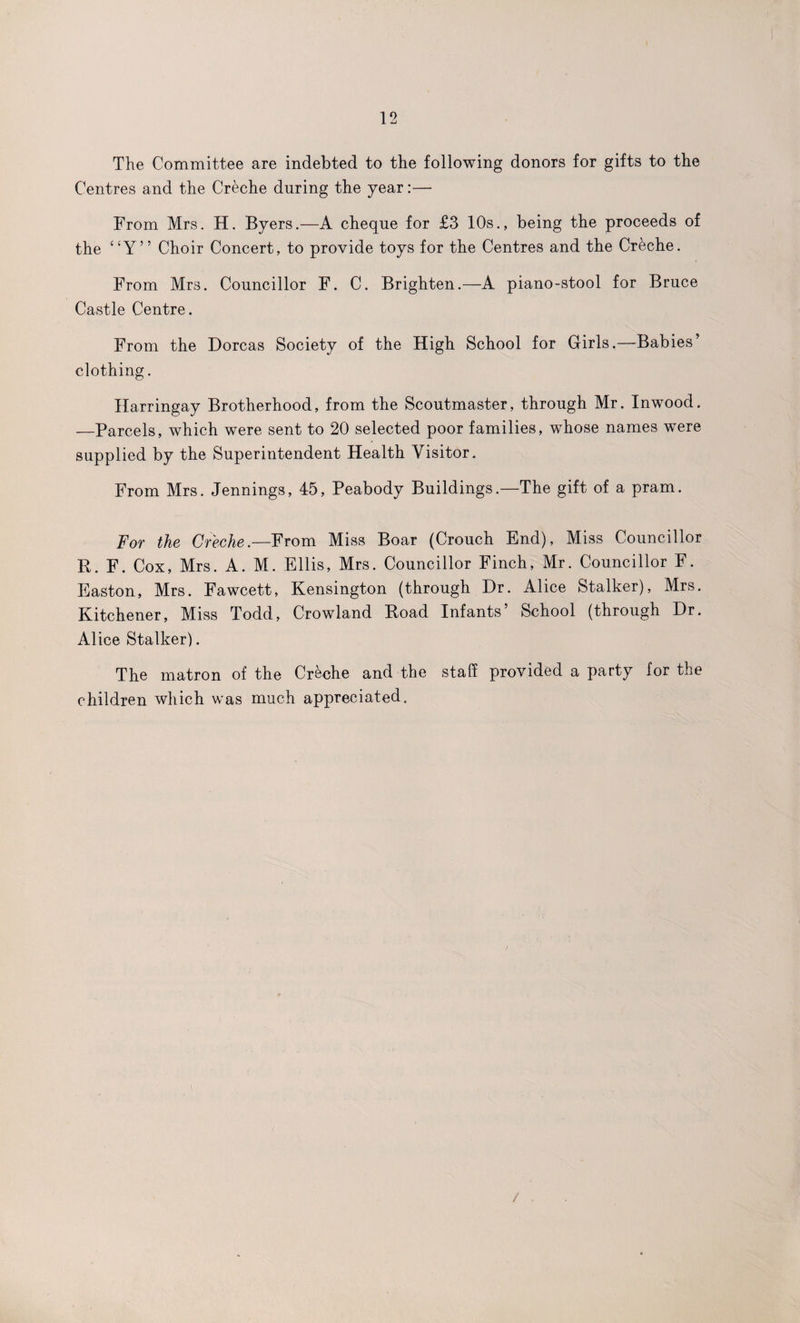 12
The Committee are indebted to the following donors for gifts to the
Centres and the Crèche during the year:—
From Mrs. H. Byers.—A cheque for £3 10s., being the proceeds of
the “Y” Choir Concert, to provide toys for the Centres and the Crèche.
From Mrs. Councillor F. C. Brighten.—A piano-stool for Bruce
Castle Centre.
From the Dorcas Society of the High School for Girls.—Babies’
clothing.
Harringay Brotherhood, from the Scoutmaster, through Mr. Inwood.
—Parcels, which were sent to 20 selected poor families, whose names were
supplied by the Superintendent Health Visitor.
From Mrs. Jennings, 45, Peabody Buildings.—The gift of a pram.
For the Creche.—From Miss Boar (Crouch End), Miss Councillor
R. F. Cox, Mrs. A. M. Ellis, Mrs. Councillor Finch, Mr. Councillor F.
Easton, Mrs. Fawcett, Kensington (through Dr. Alice Stalker), Mrs.
Kitchener, Miss Todd, Crowland Road Infants’ School (through Dr.
Alice Stalker).
The matron of the Crèche and the staff provided a party for the
children which was much appreciated.